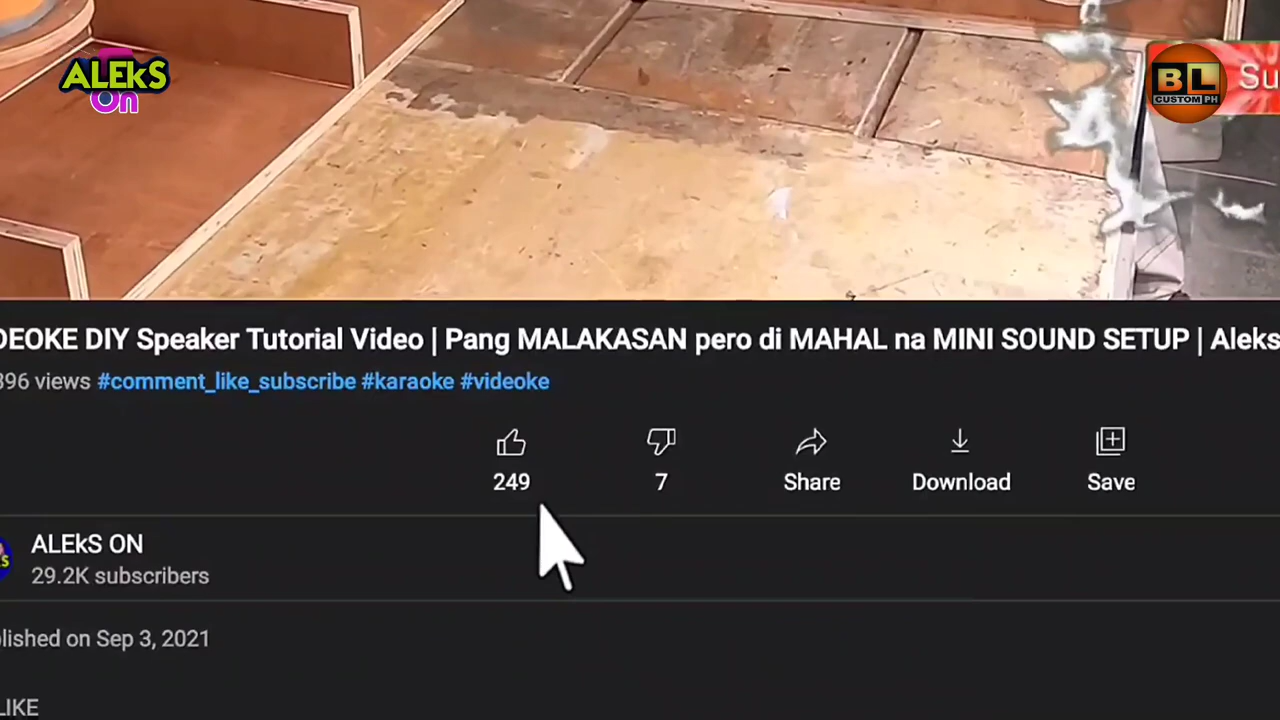 ALEKS
On
BL
CUSTOM PH
Su
DEOKE DIY Speaker Tutorial Video | Pang MALAKASAN pero di MAHAL na MINI SOUND SETUP | Aleks
396 views #comment_like_subscribe #karaoke #videoke
249
7
Share
Download
Save
ALEkS ON
29.2K subscribers
lished on Sep 3, 2021
LIKE